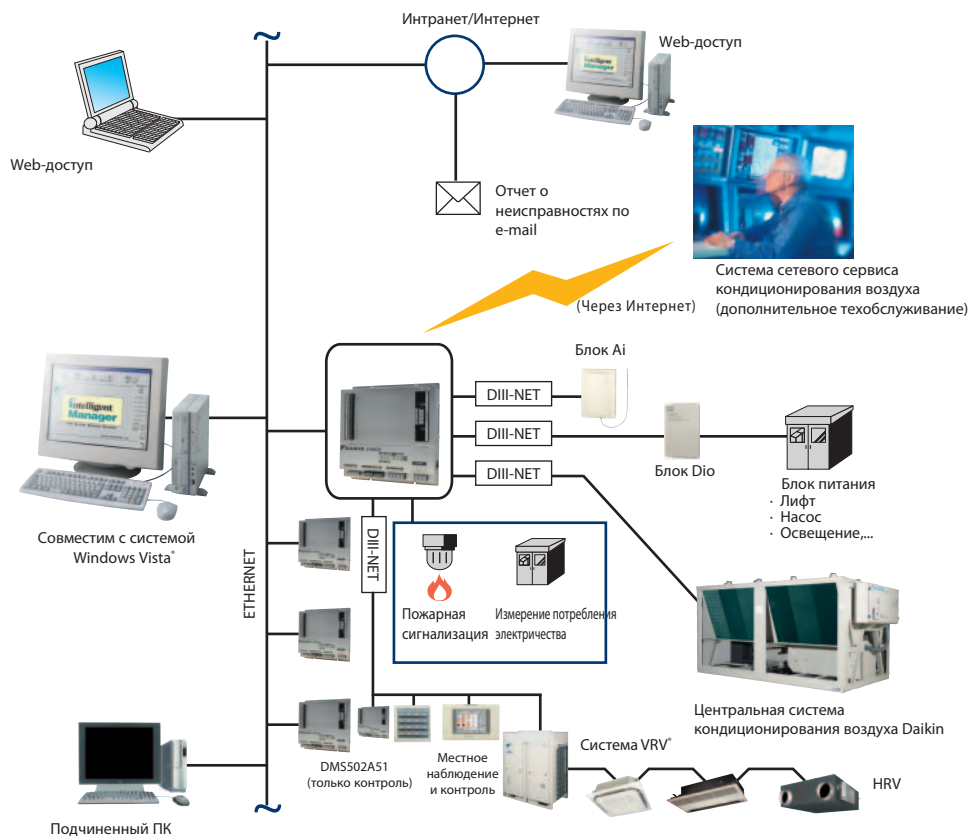 Интранет/Интернет
Web-доступ
Web-доступ
Отчет о
неисправностях по
e-mail
Система сетевого сервиса
кондиционирования воздуха
(дополнительное техобслуживание)
(Через Интернет)
Блок Ai
DIII-NET
DIII-NET
DIII-NET
Блок Dio
Блок питания
· Лифт
· Насос
· Освещение,...
Intelligent
Manager
Совместим с системой
Windows Vista®
ETHERNET
DIII-NET
Пожарная
сигнализация
Измерение потребления
электричества
Центральная система
кондиционирования воздуха Daikin
DMS502A51
(только контроль)
Местное
наблюдение
и контроль
Система VRV®
HRV
Подчиненный ПК